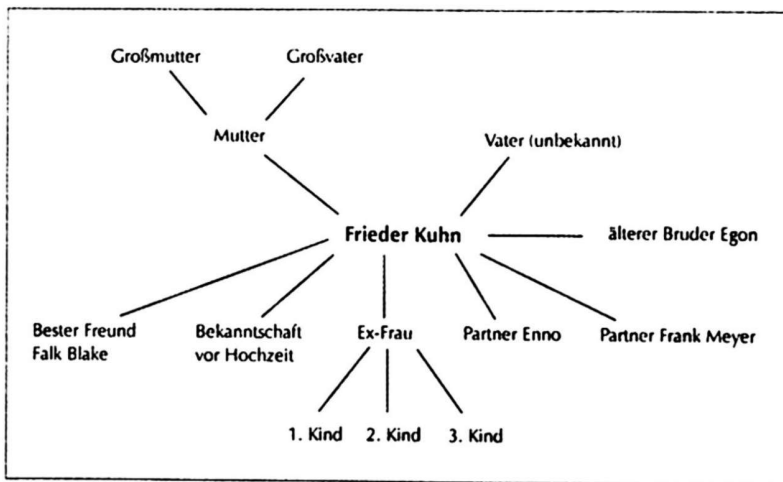 Großmutter
Großvater
Mutter
Vater (unbekannt)
Frieder Kuhn
älterer Bruder Egon
Bester Freund
Falk Blake
Bekanntschaft
vor Hochzeit
Ex-Frau
Partner Enno
Partner Frank Meyer
1. Kind
2. Kind
3. Kind